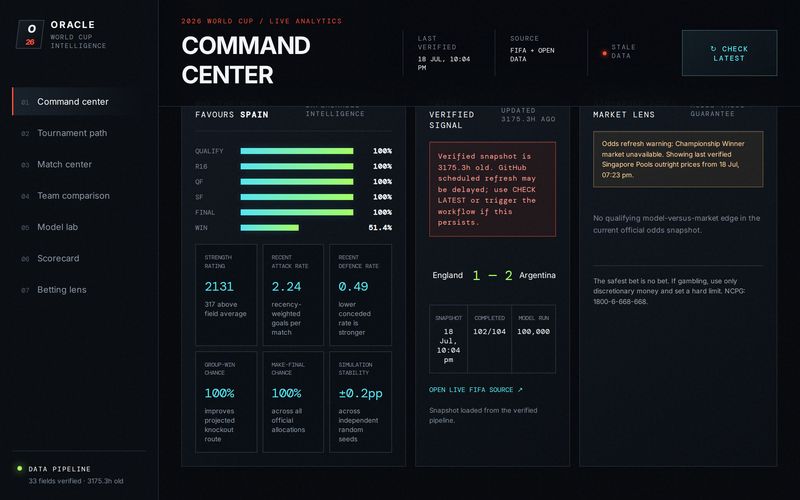 O
26
ORACLE
WORLD CUP
INTELLIGENCE
01 Command center
02 Tournament path
03 Match center
04 Team comparison
05 Model lab
06 Scorecard
07 Betting lens
DATA PIPELINE
33 fields verified · 3175.3h old
2026 WORLD CUP / LIVE ANALYTICS
COMMAND
CENTER
LAST
VERIFIED
18 JUL, 10:04
PM
SOURCE
FIFA + OPEN
DATA
STALE
DATA
↻ CHECK
LATEST
FAVOURS SPAIN
INTELLIGENCE
QUALIFY 100%
R16 100%
QF 100%
SF 100%
FINAL 100%
WIN 51.4%
STRENGTH
RATING
2131
317 above
field average
RECENT
ATTACK RATE
2.24
recency-
weighted
goals per
match
RECENT
DEFENCE RATE
0.49
lower
conceded
rate is
stronger
GROUP-WIN
CHANCE
100%
improves
projected
knockout
route
MAKE-FINAL
CHANCE
100%
across all
official
allocations
SIMULATION
STABILITY
±0.2pp
across
independent
random
seeds
VERIFIED
SIGNAL
UPDATED
3175.3H AGO
Verified snapshot is
3175.3h old. GitHub
scheduled refresh may
be delayed; use CHECK
LATEST or trigger the
workflow if this
persists.
England 1 — 2 Argentina
SNAPSHOT
18
Jul,
10:04
pm
COMPLETED
102/104
MODEL RUN
100,000
OPEN LIVE FIFA SOURCE ↗
Snapshot loaded from the verified
pipeline.
MARKET LENS
GUARANTEE
Odds refresh warning: Championship Winner
market unavailable. Showing last verified
Singapore Pools outright prices from 18 Jul,
07:23 pm.
No qualifying model-versus-market edge in the
current official odds snapshot.
The safest bet is no bet. If gambling, use only
discretionary money and set a hard limit. NCPG:
1800-6-668-668.